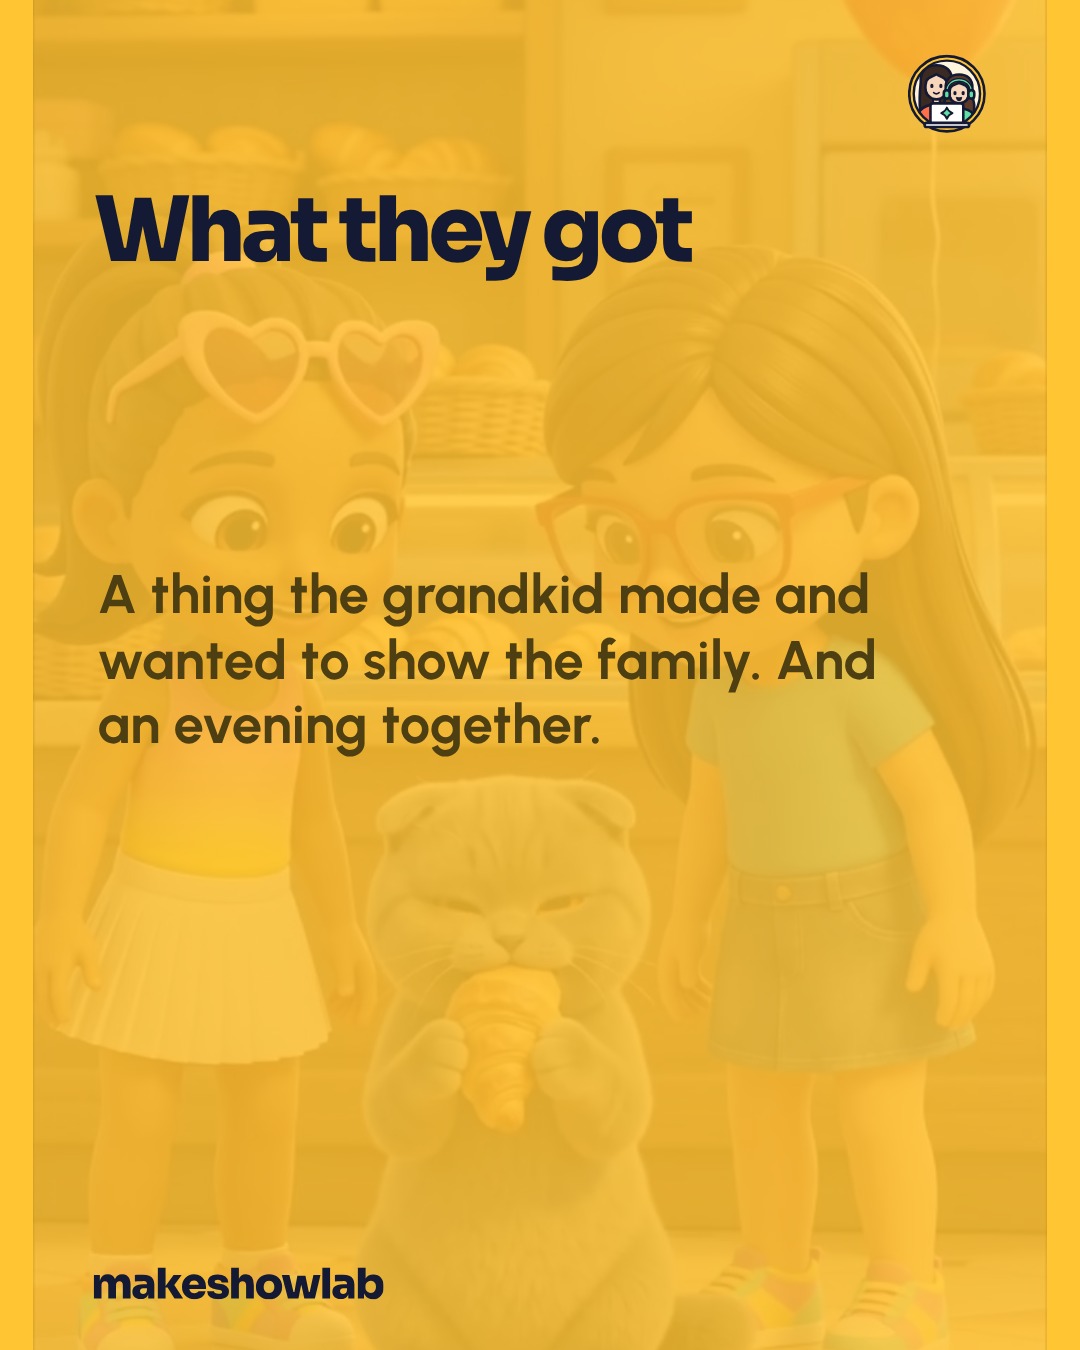 What they got
A thing the grandkid made and
wanted to show the family. And
an evening together.
makeshowlab